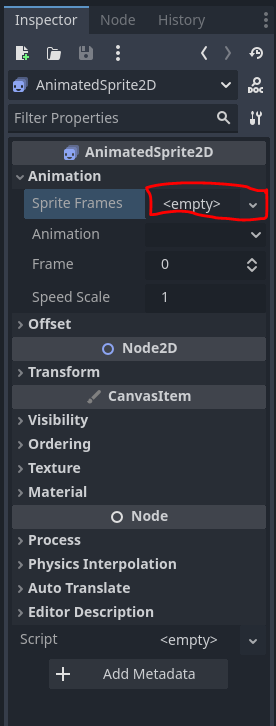 Inspector Node History
AnimatedSprite2D
DOC
Filter Properties
AnimatedSprite2D
Animation
Sprite Frames <empty>
Animation
Frame 0
Speed Scale 1
Offset
Node2D
Transform
CanvasItem
Visibility
Ordering
Texture
Material
Node
Process
Physics Interpolation
Auto Translate
Editor Description
Script <empty>
Add Metadata